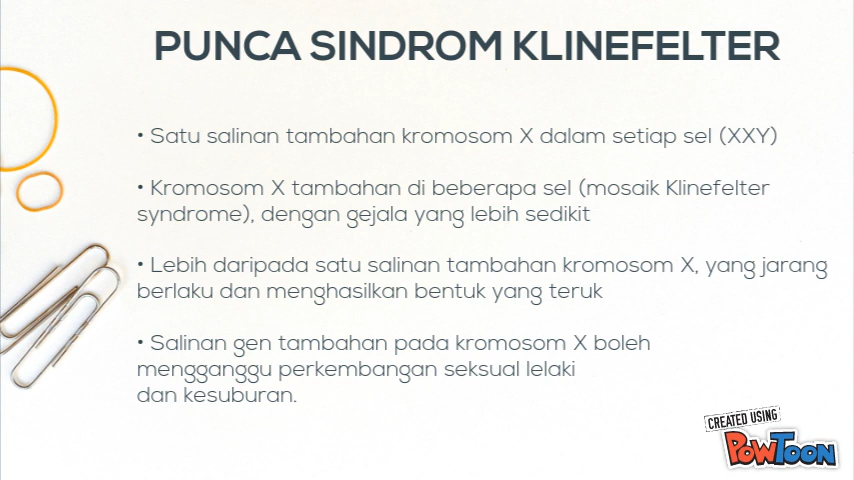 PUNCA SINDROM KLINEFELTER
• Satu salinan tambahan kromosom X dalam setiap sel (XXY)
• Kromosom X tambahan di beberapa sel (mosaik Klinefelter
syndrome), dengan gejala yang lebih sedikit
• Lebih daripada satu salinan tambahan kromosom X, yang jarang
berlaku dan menghasilkan bentuk yang teruk
• Salinan gen tambahan pada kromosom X boleh
mengganggu perkembangan seksual lelaki
dan kesuburan.
CREATED USING
POWTOON